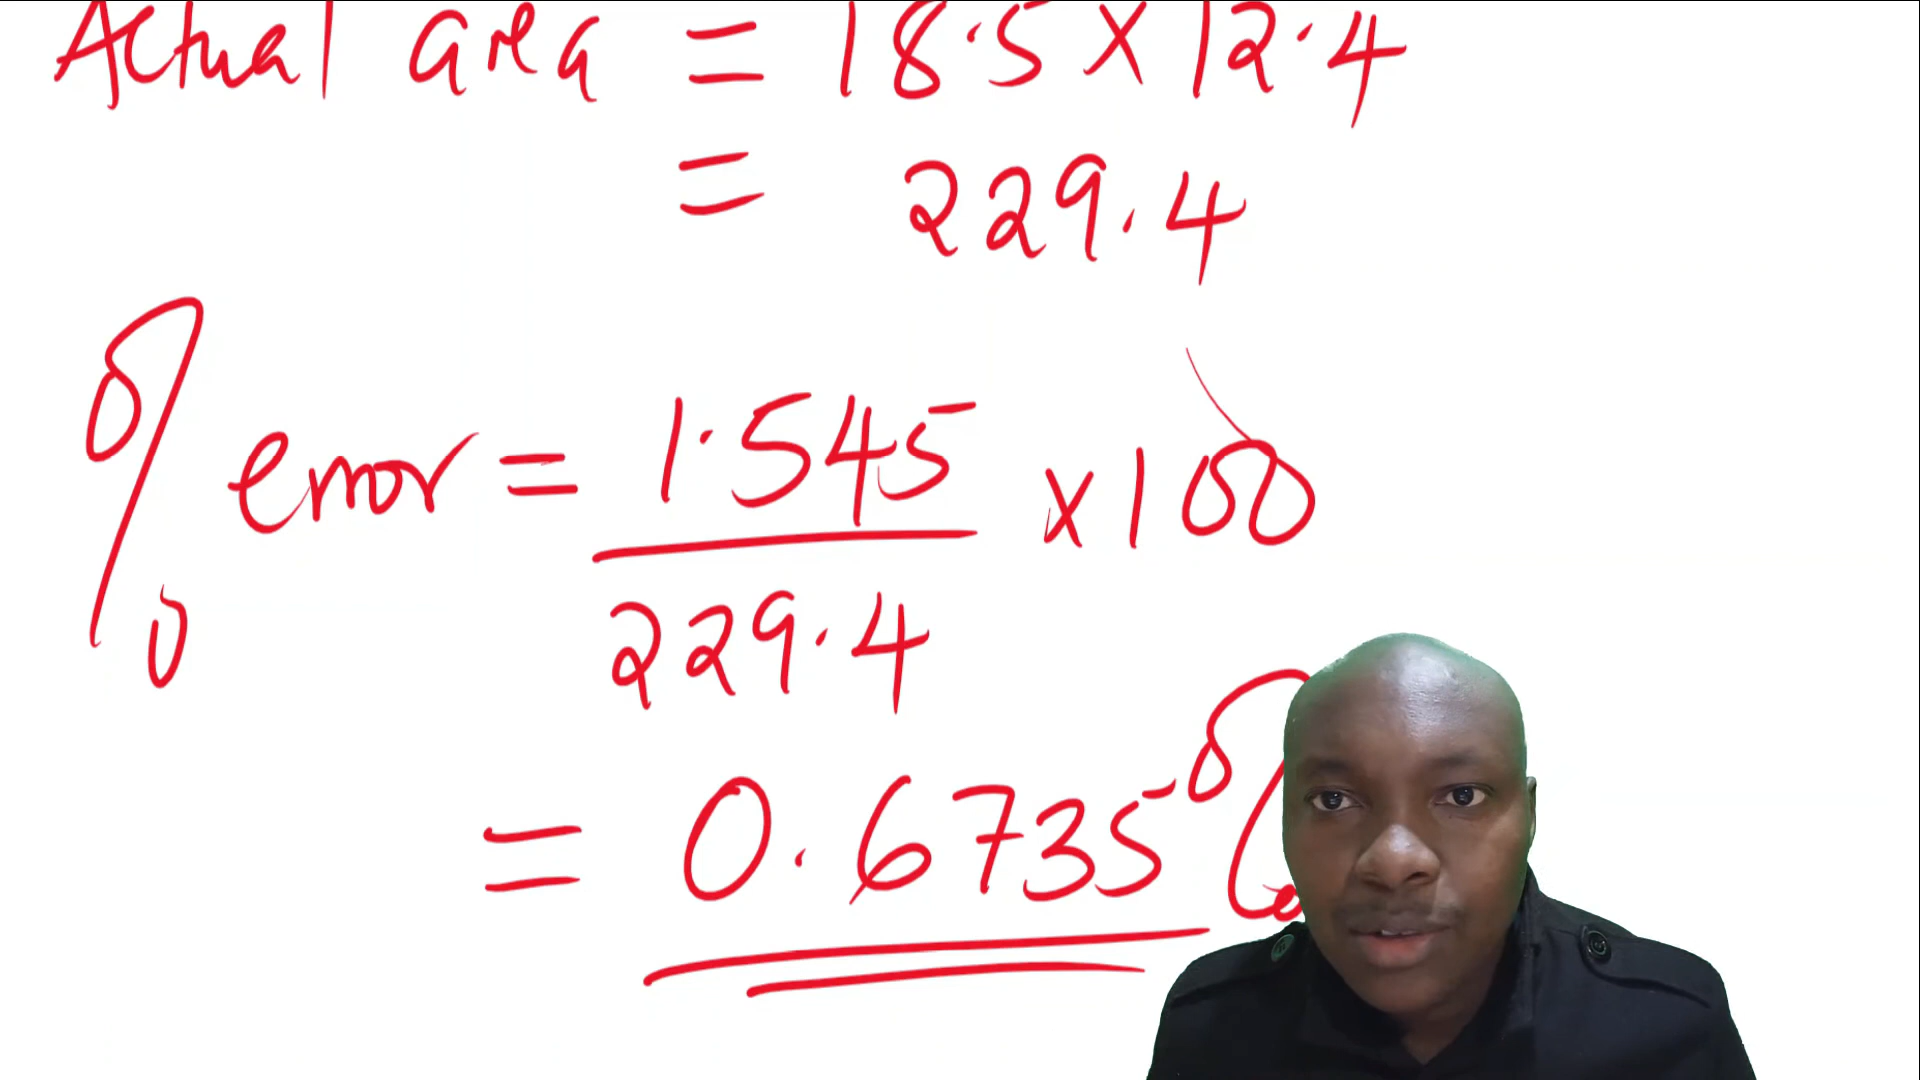 Actual area = 18.5 x 12.4
= 229.4
% error = 1.545 / 229.4 x 100
= 0.6735 %